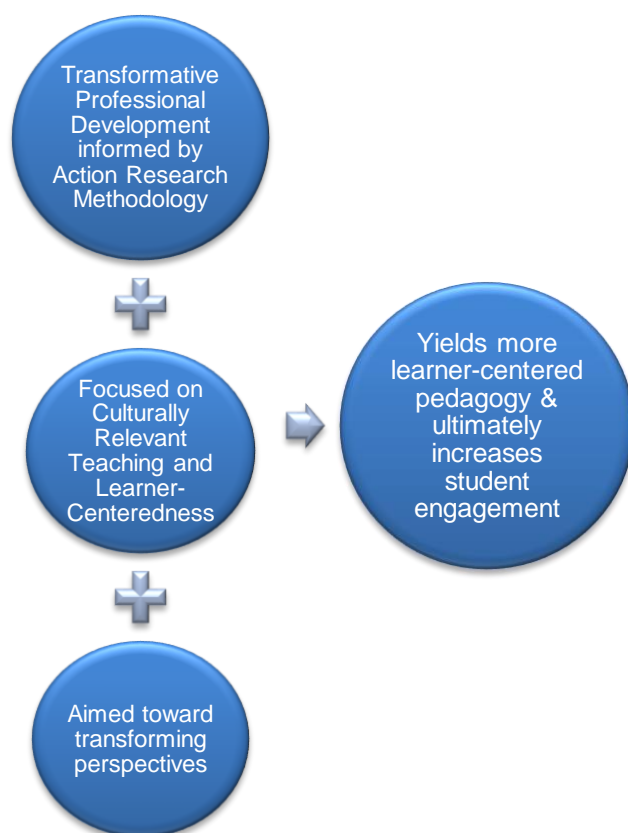 Transformative
Professional
Development
informed by
Action Research
Methodology
Focused on
Culturally
Relevant
Teaching and
Learner-
Centeredness
Aimed toward
transforming
perspectives
Yields more
learner-centered
pedagogy &
ultimately
increases
student
engagement